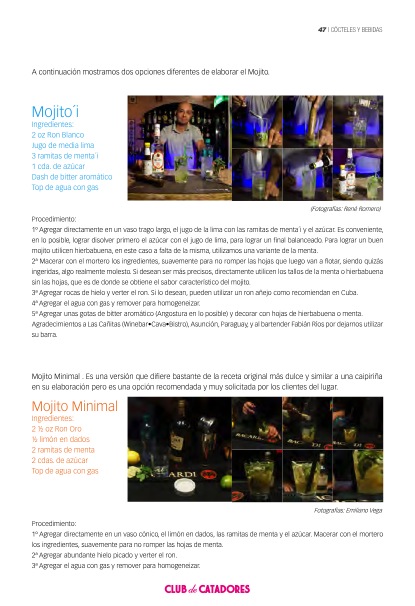 47 | CÓCTELES Y BEBIDAS
A continuación mostramos dos opciones diferentes de elaborar el Mojito.
Mojito´i
Ingredientes:
2 oz Ron Blanco
Jugo de media lima
3 ramitas de menta´i
1 cda. de azúcar
Dash de bitter aromático
Top de agua con gas
(Fotografías: René Romero)
Procedimiento:
1º Agregar directamente en un vaso trago largo, el jugo de la lima con las ramitas de menta´i y el azúcar. Es conveniente,
en lo posible, lograr disolver primero el azúcar con el jugo de lima, para lograr un final balanceado. Para lograr un buen
mojito utilicen hierbabuena, en este caso a falta de la misma, utilizamos una variante de la menta.
2ª Macerar con el mortero los ingredientes, suavemente para no romper las hojas que luego van a flotar, siendo quizás
ingeridas, algo realmente molesto. Si desean ser más precisos, directamente utilicen los tallos de la menta o hierbabuena
sin las hojas, que es de donde se obtiene el sabor característico del mojito.
3ª Agregar rocas de hielo y verter el ron. Si lo desean, pueden utilizar un ron añejo como recomiendan en Cuba.
4ª Agregar el agua con gas y remover para homogeneizar.
5ª Agregar unas gotas de bitter aromático (Angostura en lo posible) y decorar con hojas de hierbabuena o menta.
Agradecimientos a Las Cañitas (Winebar•Cava•Bistro), Asunción, Paraguay, y al bartender Fabián Ríos por dejarnos utilizar
su barra.
Mojito Minimal . Es una versión que difiere bastante de la receta original más dulce y similar a una caipiriña
en su elaboración pero es una opción recomendada y muy solicitada por los clientes del lugar.
Mojito Minimal
Ingredientes:
2 ½ oz Ron Oro
½ limón en dados
2 ramitas de menta
2 cdas. de azúcar
Top de agua con gas
Fotografías: Emiliano Vega
Procedimiento:
1º Agregar directamente en un vaso cónico, el limón en dados, las ramitas de menta y el azúcar. Macerar con el mortero
los ingredientes, suavemente para no romper las hojas de menta.
2ª Agregar abundante hielo picado y verter el ron.
3ª Agregar el agua con gas y remover para homogeneizar.
CLUB de CATADORES